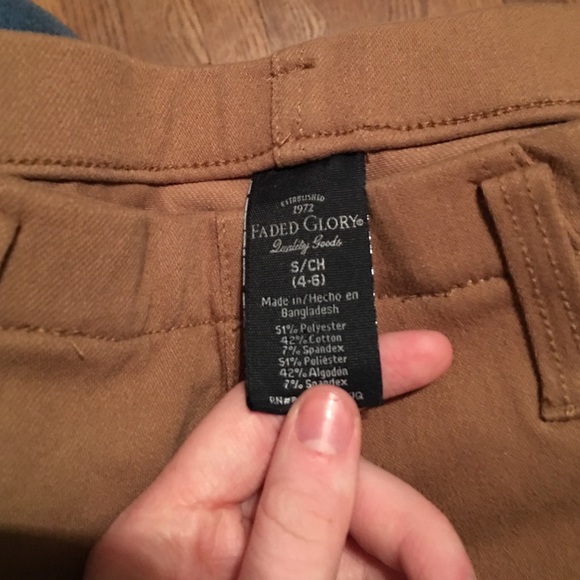 ESTABLISHED
1972
FADED GLORY®
Quality Goods
S/CH
(4-6)
Made in/Hecho en
Bangladesh
51% Polyester
42% Cotton
7% Spandex
51% Poliéster
42% Algodón
7% Spandex
RN#